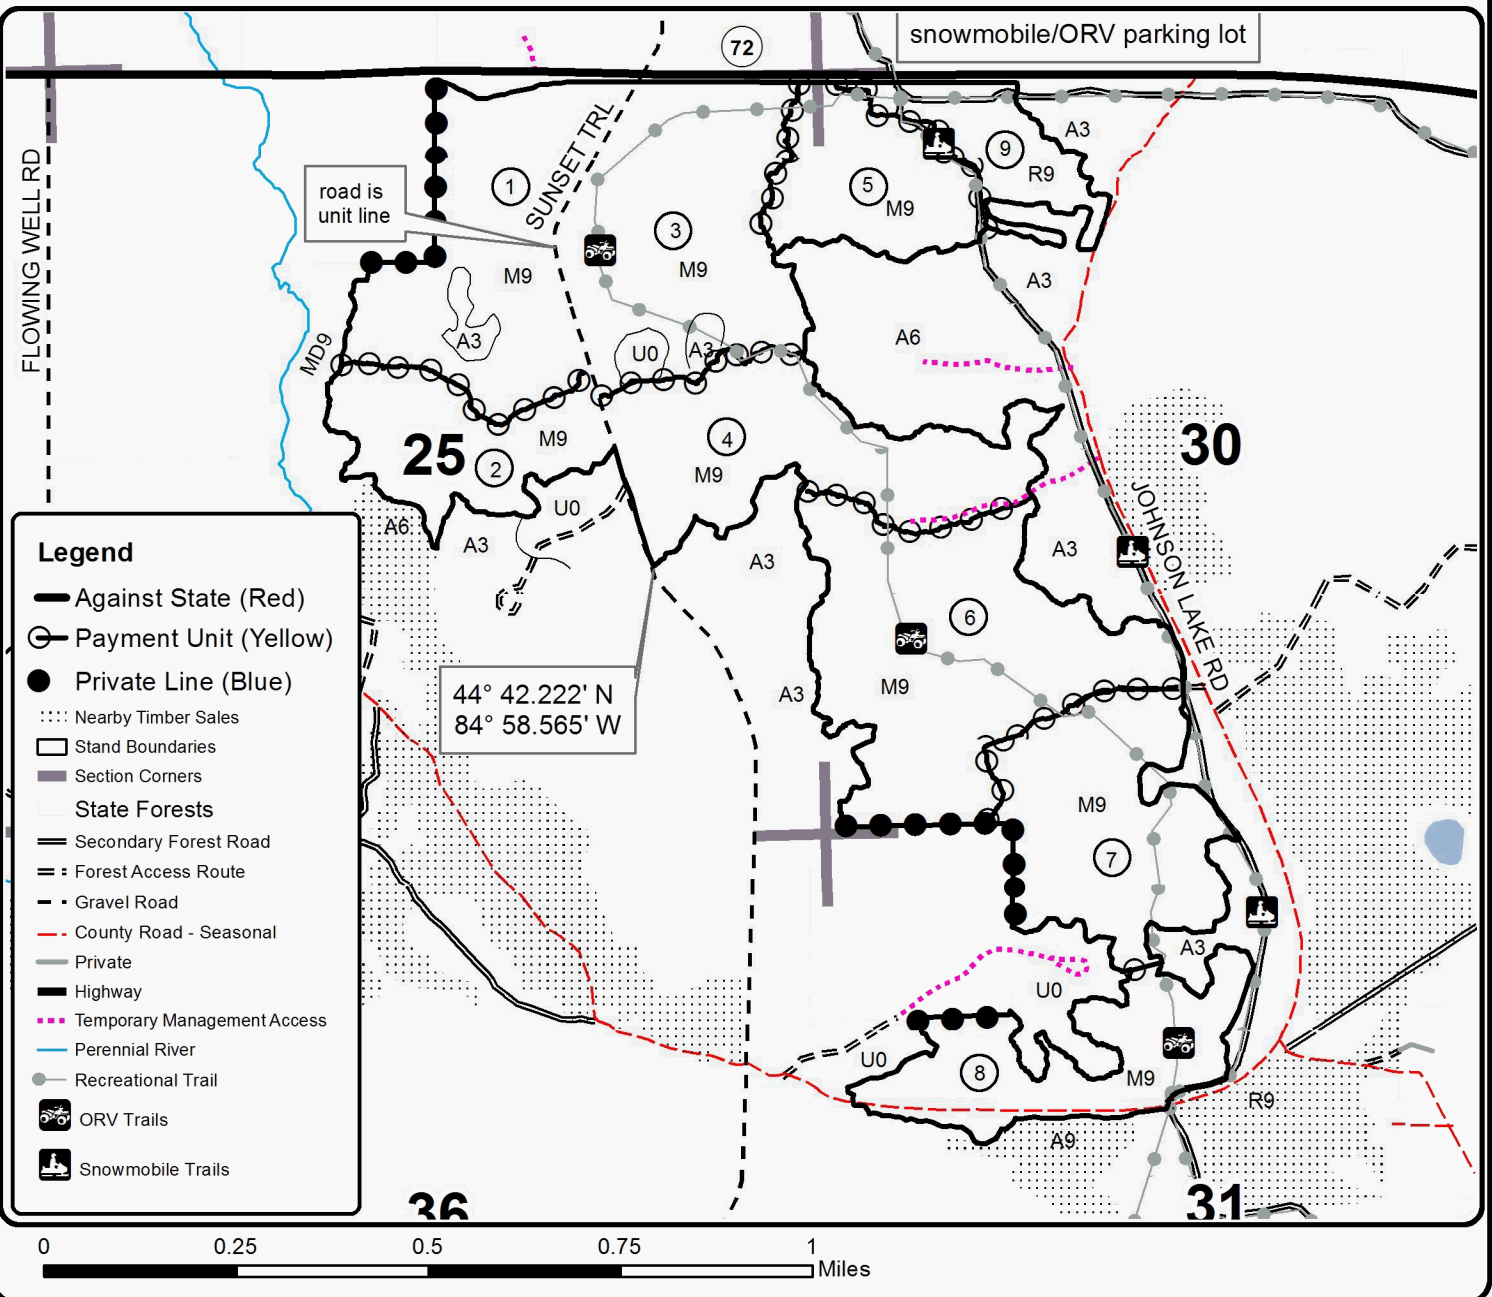 snowmobile/ORV parking lot
72
FLOWING WELL RD
SUNSET TRL
road is
unit line
1
3
5
9
A3
R9
M9
M9
M9
A3
A3
U0
A3
A6
MD9
25
2
M9
4
M9
30
U0
A6
A3
A3
A3
JOHNSON LAKE RD
6
M9
A3
44° 42.222' N
84° 58.565' W
M9
7
A3
U0
U0
8
M9
R9
A9
36
31
Legend
Against State (Red)
Payment Unit (Yellow)
Private Line (Blue)
Nearby Timber Sales
Stand Boundaries
Section Corners
State Forests
Secondary Forest Road
Forest Access Route
Gravel Road
County Road - Seasonal
Private
Highway
Temporary Management Access
Perennial River
Recreational Trail
ORV Trails
Snowmobile Trails
0 0.25 0.5 0.75 1
Miles